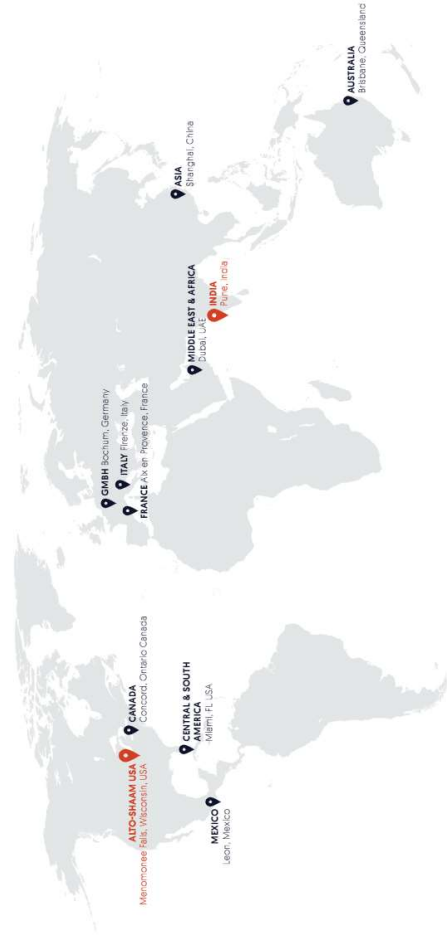 ALTO-SHAAM USA
Menomonee Falls, Wisconsin, USA
CANADA
Concord, Ontario Canada
CENTRAL & SOUTH
AMERICA
Miami, FL USA
MEXICO
Leon, Mexico
GMBH Bochum, Germany
ITALY Firenze, Italy
FRANCE Aix en Provence, France
MIDDLE EAST & AFRICA
Dubai, UAE
INDIA
Pune, India
ASIA
Shanghai, China
AUSTRALIA
Brisbane, Queensland